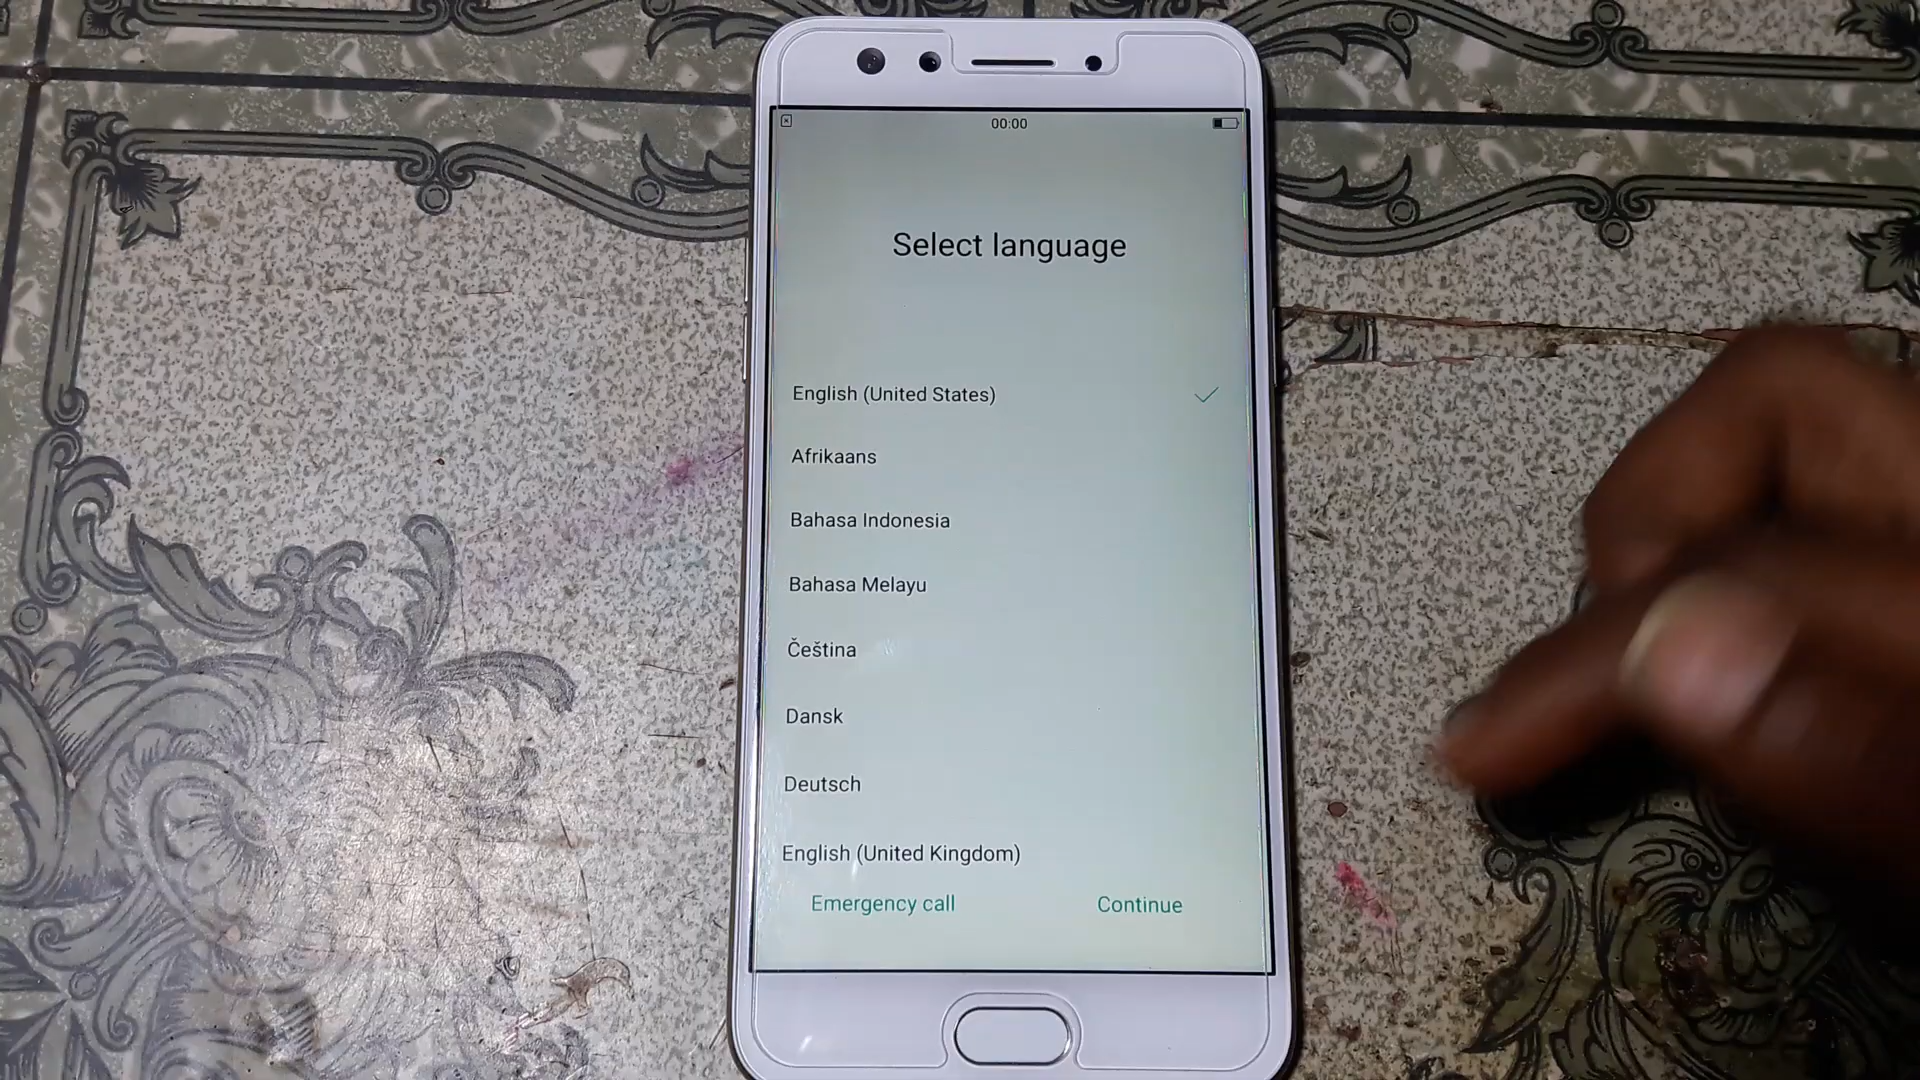 00:00
Select language
English (United States)
Afrikaans
Bahasa Indonesia
Bahasa Melayu
Čeština
Dansk
Deutsch
English (United Kingdom)
Emergency call
Continue